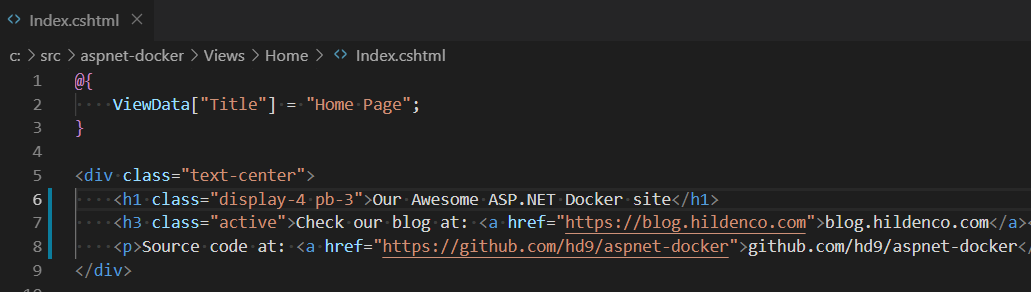 Index.cshtml
c: > src > aspnet-docker > Views > Home > Index.cshtml
1 @{
2 ViewData["Title"] = "Home Page";
3 }
4
5 <div class="text-center">
6 <h1 class="display-4 pb-3">Our Awesome ASP.NET Docker site</h1>
7 <h3 class="active">Check our blog at: <a href="https://blog.hildenco.com">blog.hildenco.com</a>
8 <p>Source code at: <a href="https://github.com/hd9/aspnet-docker">github.com/hd9/aspnet-docker<
9 </div>